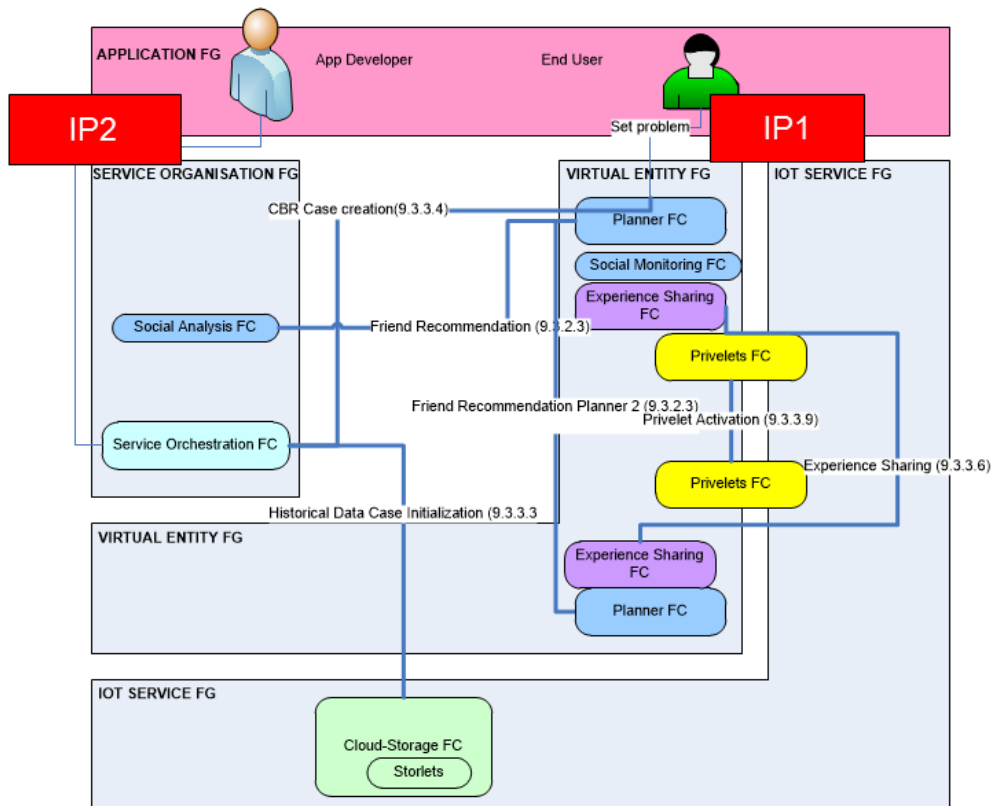 APPLICATION FG
App Developer
End User
IP2
Set problem
IP1
SERVICE ORGANISATION FG
VIRTUAL ENTITY FG
IOT SERVICE FG
CBR Case creation(9.3.3.4)
Planner FC
Social Monitoring FC
Experience Sharing
FC
Social Analysis FC
Friend Recommendation (9.3.2.3)
Privelets FC
Friend Recommendation Planner 2 (9.3.2.3)
Privelet Activation (9.3.3.9)
Service Orchestration FC
Experience Sharing (9.3.3.6)
Privelets FC
Historical Data Case Initialization (9.3.3.3
VIRTUAL ENTITY FG
Experience Sharing
FC
Planner FC
IOT SERVICE FG
Cloud-Storage FC
Storlets